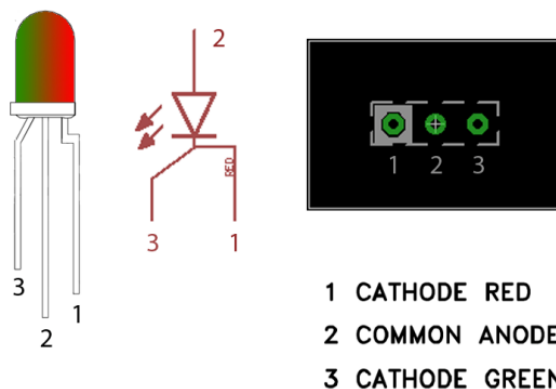 3
2
1
2
RED
3
1
1 2 3
1 CATHODE RED
2 COMMON ANODE
3 CATHODE GREEN